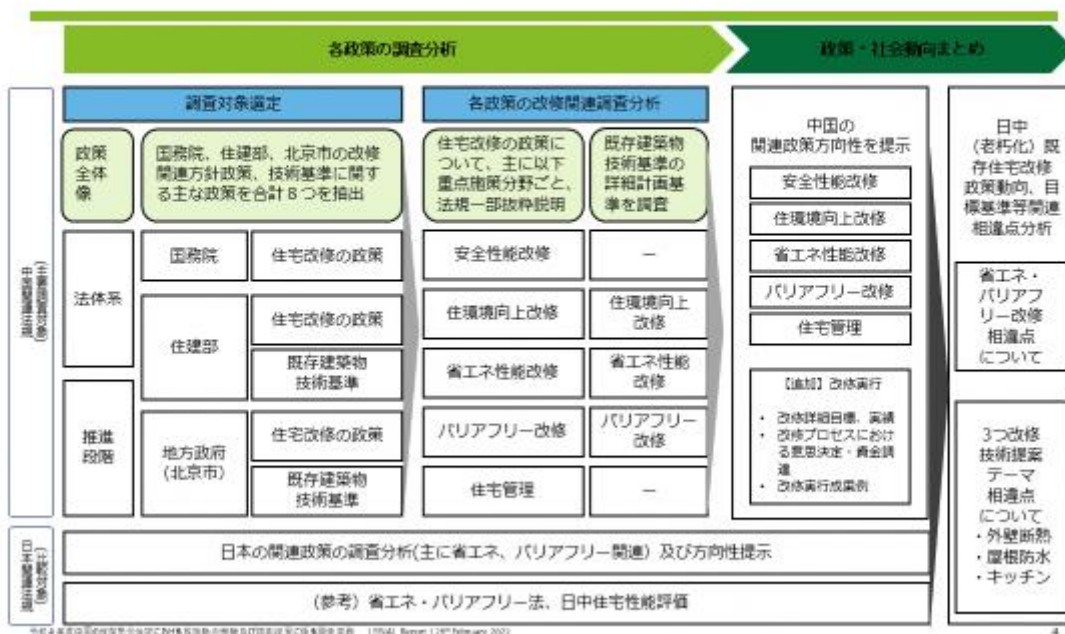 各政策の調査分析
政策・社会動向まとめ
調査対象選定
各政策の改修関連調査分析
政策
全体
像
国務院、住建部、北京市の改修
関連方針政策、技術基準に関す
る主な政策を合計8つを抽出
住宅改修の政策に
ついて、主に以下
重点施策分野ごと、
法規一部抜粋説明
既存建築物
技術基準の
詳細計画基
準を調査
法体系
推進
段階
国務院
住宅改修の政策
住建部
住宅改修の政策
既存建築物
技術基準
地方政府
(北京市)
住宅改修の政策
既存建築物
技術基準
安全性能改修
―
住環境向上改修
住環境向上
改修
省エネ性能改修
省エネ性能
改修
バリアフリー改修
バリアフリー
改修
住宅管理
―
中国の
関連政策方向性を提示
安全性能改修
住環境向上改修
省エネ性能改修
バリアフリー改修
住宅管理
【追加】改修実行
・ 改修詳細目標、実績
・ 改修プロセスにおけ
る意思決定・資金調
達
・ 改修実行成果例
日中
(老朽化)既
存住宅改修
政策動向、目
標基準等関連
相違点分析
省エネ・
バリアフ
リー改修
相違点
について
3つ改修
技術提案
テーマ
相違点
について
・外壁断熱
・屋根防水
・キッチン
日本の関連政策の調査分析(主に省エネ、バリアフリー関連)及び方向性提示
(参考)省エネ・バリアフリー法、日中住宅性能評価
4